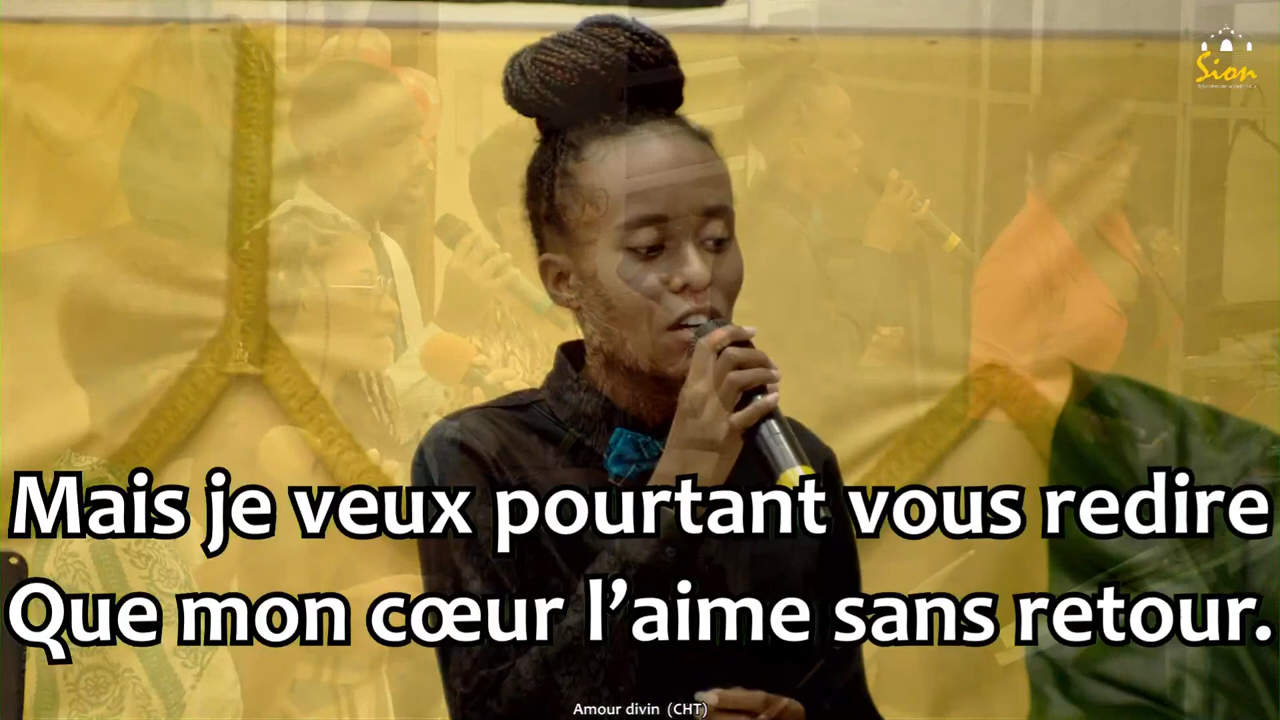 Sion
Mais je veux pourtant vous redire
Que mon cœur l’aime sans retour.
Amour divin (CHT)